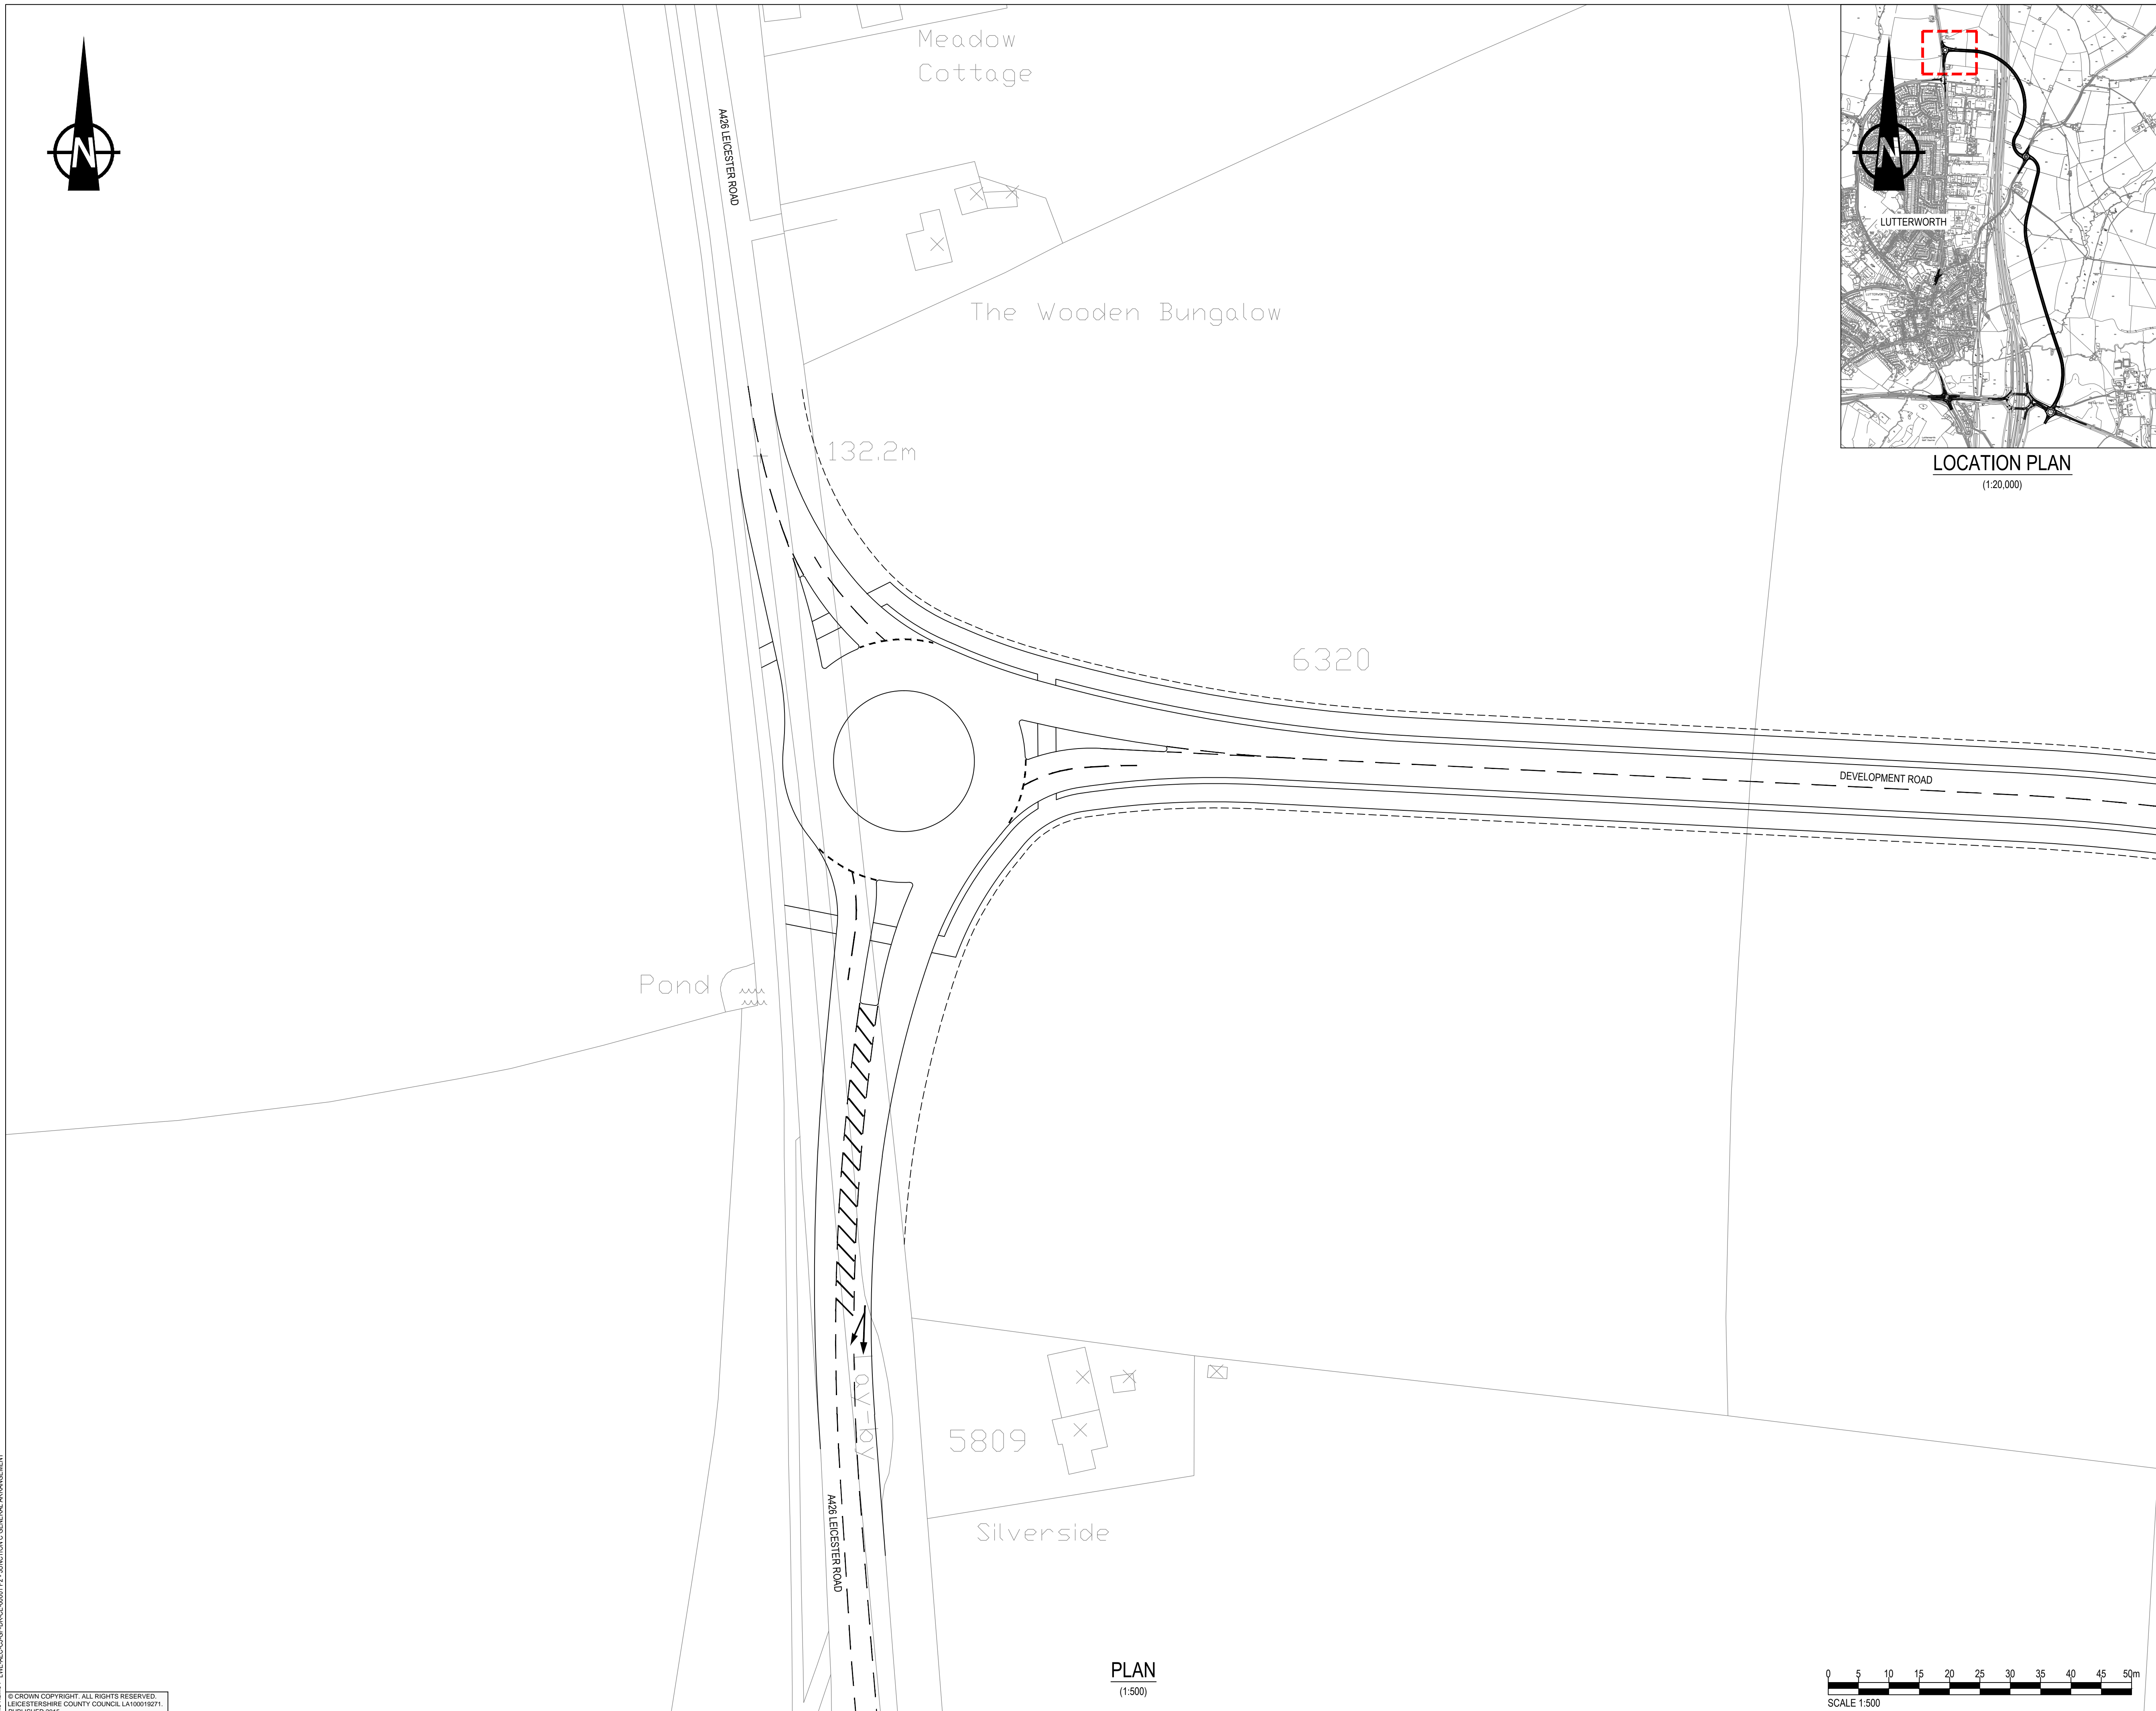 Meadow
Cottage
N
A426 LEICESTER ROAD
N
LUTTERWORTH
The Wooden Bungalow
132.2m
LOCATION PLAN
(1:20,000)
6320
DEVELOPMENT ROAD
Pond
5809
Silverside
A426 LEICESTER ROAD
PLAN
(1:500)
0 5 10 15 20 25 30 35 40 45 50m
SCALE 1:500
© CROWN COPYRIGHT. ALL RIGHTS RESERVED.
LEICESTERSHIRE COUNTY COUNCIL LA100019271.